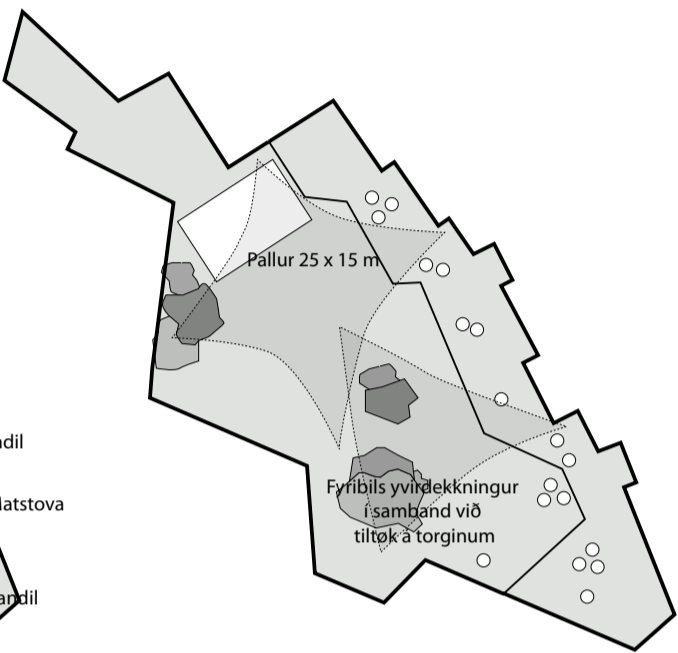 Pallur 25 x 15 m
Fyribils yvirdekkningur
í samband við
tiltøk á torginum